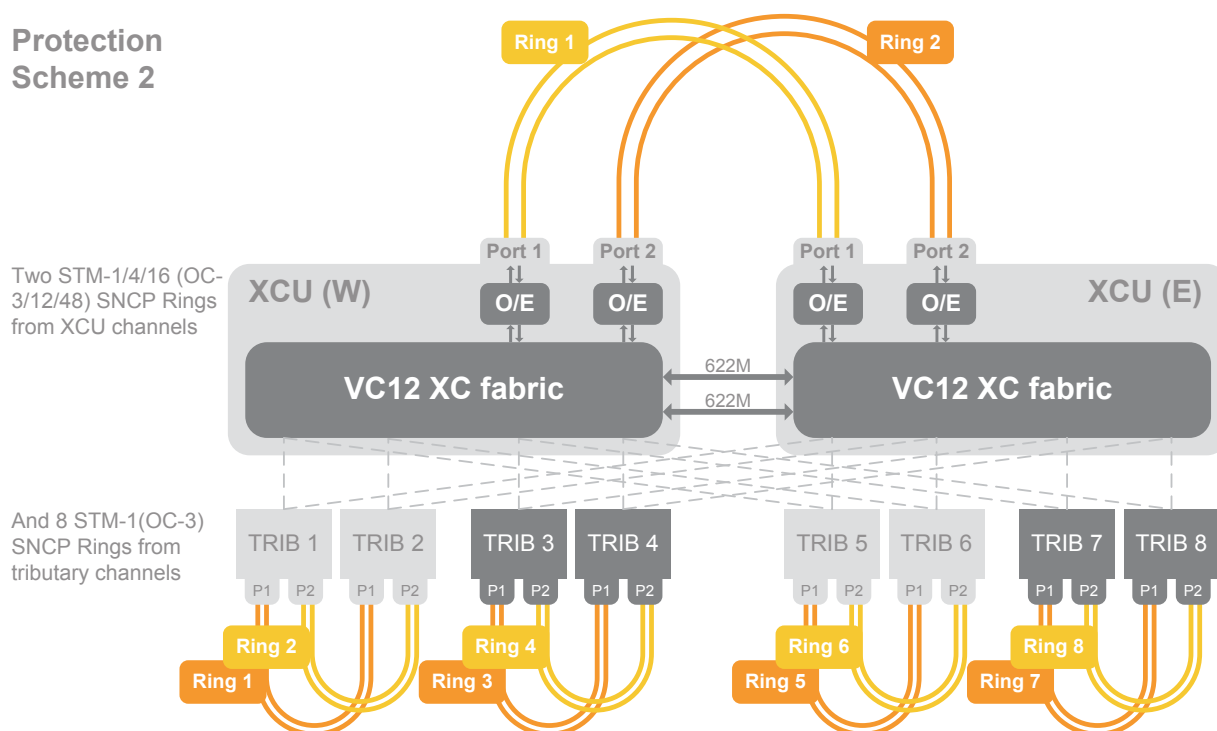 Protection
Scheme 2
Ring 1
Ring 2
Port 1
Port 2
Port 1
Port 2
Two STM-1/4/16 (OC-
3/12/48) SNCP Rings
from XCU channels
XCU (W)
XCU (E)
O/E
O/E
O/E
O/E
VC12 XC fabric
622M
622M
VC12 XC fabric
And 8 STM-1(OC-3)
SNCP Rings from
tributary channels
TRIB 1
TRIB 2
TRIB 3
TRIB 4
TRIB 5
TRIB 6
TRIB 7
TRIB 8
P1
P2
P1
P2
P1
P2
P1
P2
P1
P2
P1
P2
P1
P2
P1
P2
Ring 2
Ring 4
Ring 6
Ring 8
Ring 1
Ring 3
Ring 5
Ring 7